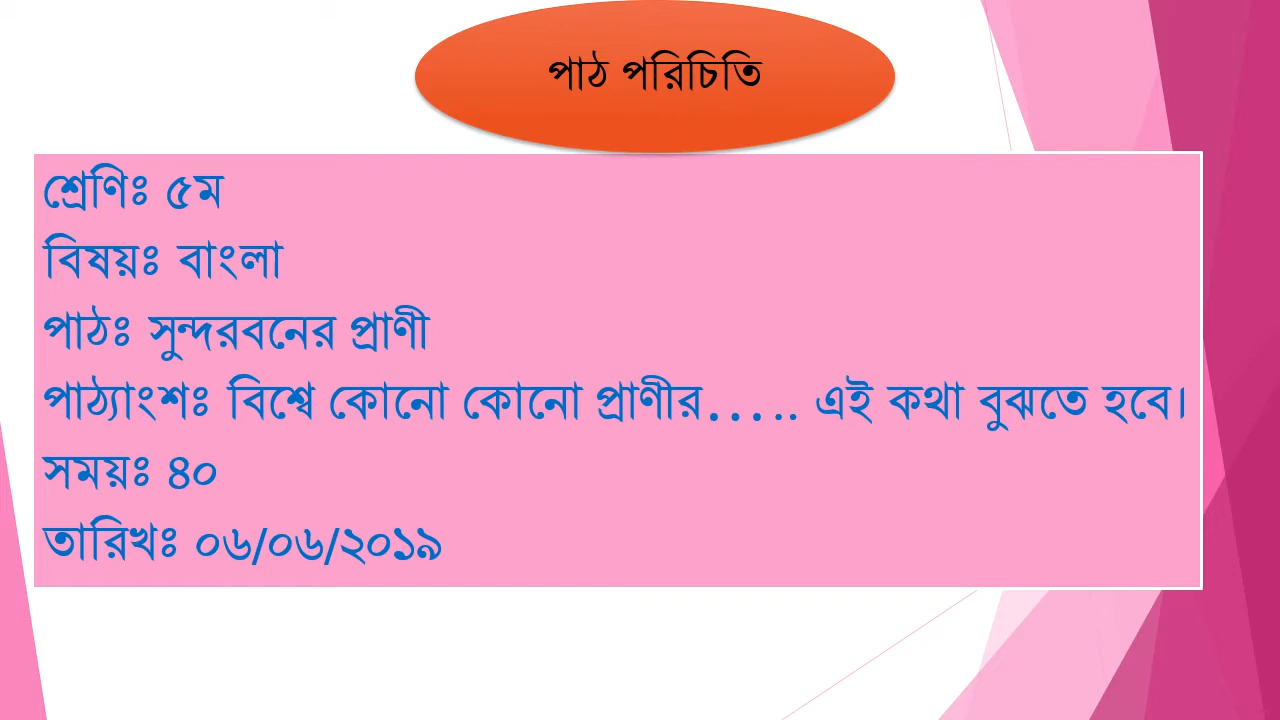 পাঠ পরিচিতি
শ্রেণিঃ ৫ম
বিষয়ঃ বাংলা
পাঠঃ সুন্দরবনের প্রাণী
পাঠ্যাংশঃ বিশ্বে কোনো কোনো প্রাণীর..... এই কথা বুঝতে হবে।
সময়ঃ ৪০
তারিখঃ ০৬/০৬/২০১৯